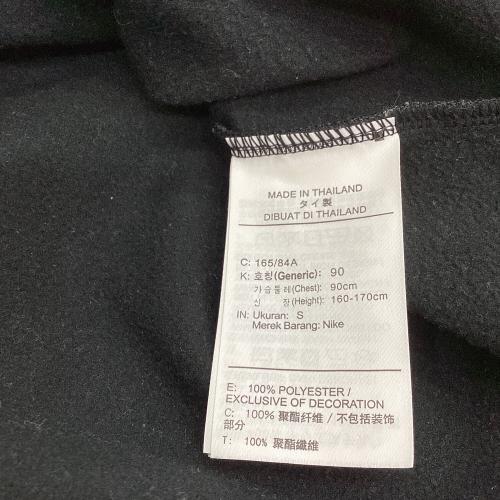 MADE IN THAILAND
タイ製
DIBUAT DI THAILAND
C: 165/84A
K: 호칭(Generic): 90
가슴둘레(Chest): 90cm
신 장(Height): 160-170cm
IN: Ukuran: S
Merek Barang: Nike
E: 100% POLYESTER /
EXCLUSIVE OF DECORATION
C: 100% 聚酯纤维 / 不包括装饰
部分
T: 100% 聚酯纖維